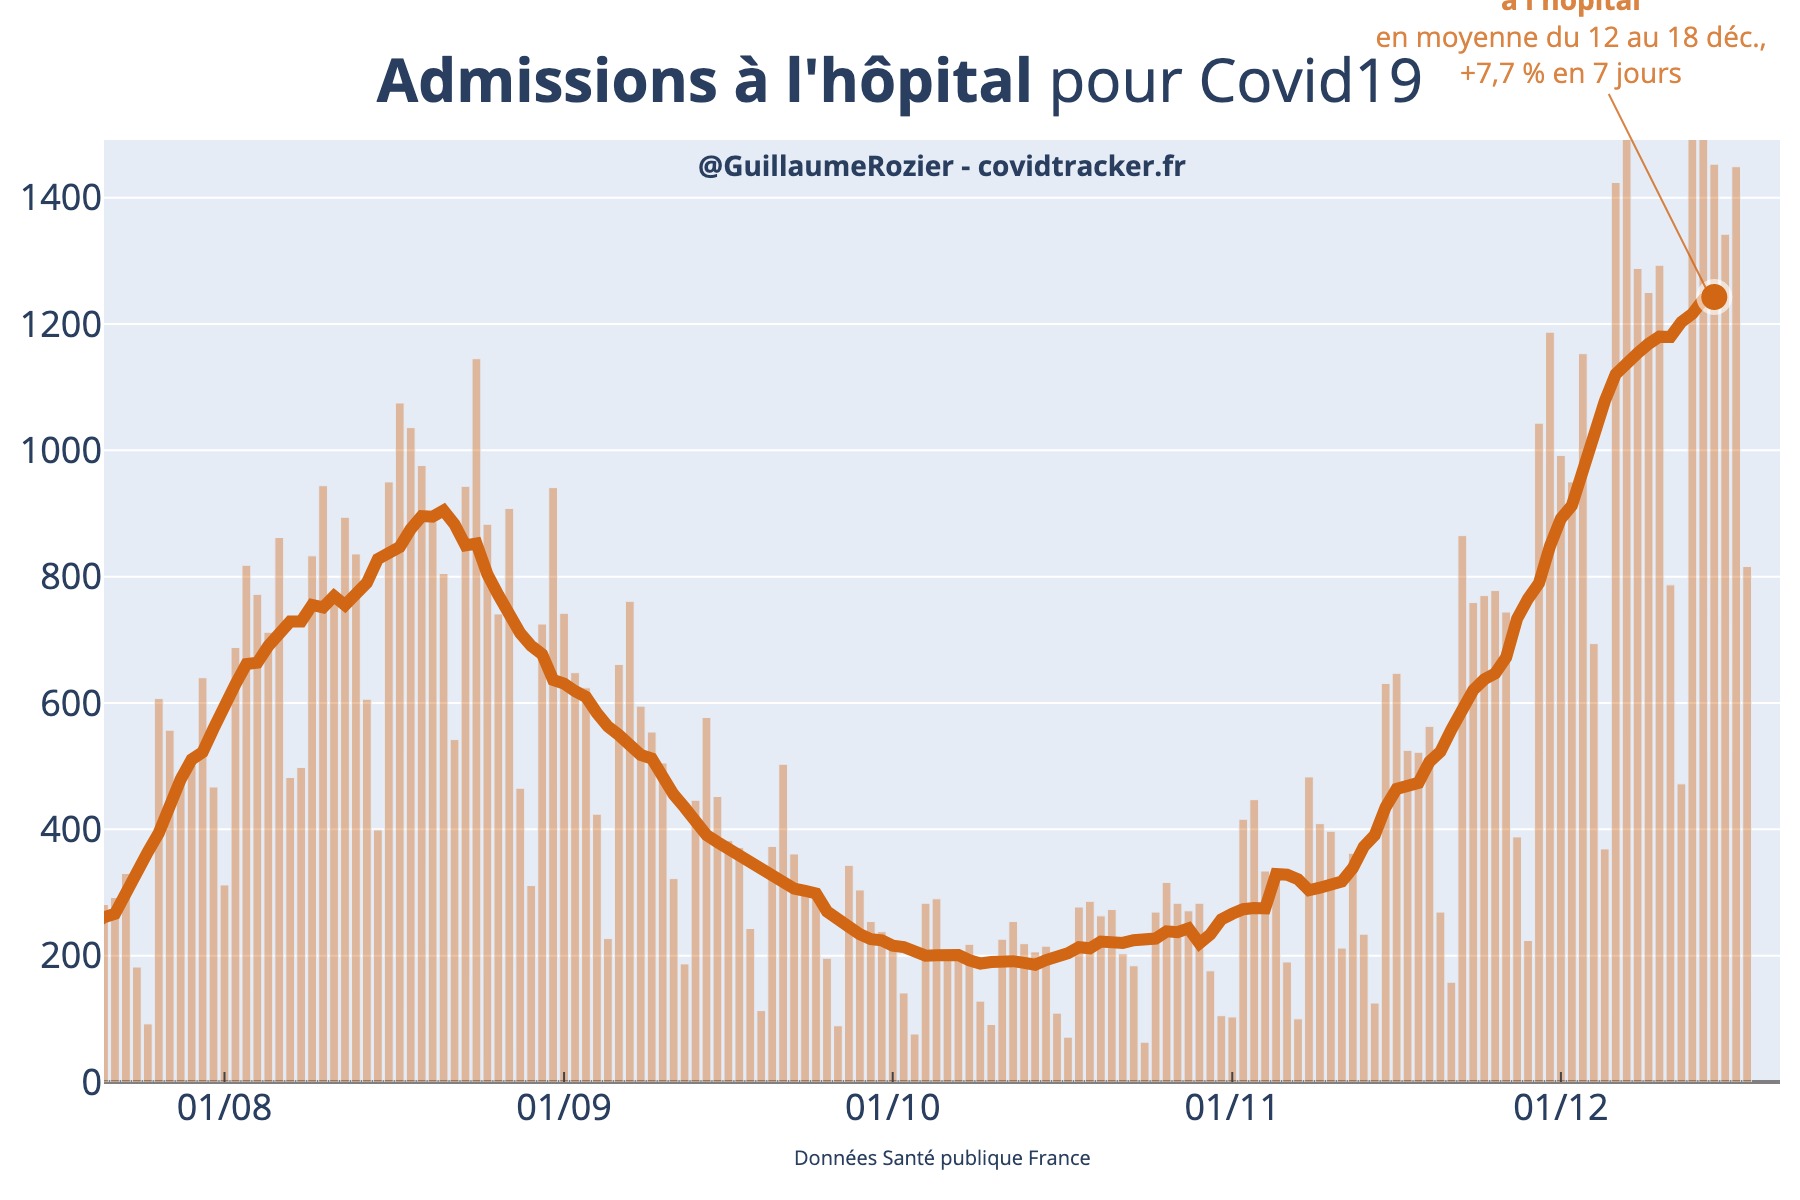 à l'hôpital
en moyenne du 12 au 18 déc.,
+7,7 % en 7 jours
Admissions à l'hôpital pour Covid19
@GuillaumeRozier - covidtracker.fr
1400
1200
1000
800
600
400
200
0
01/08 01/09 01/10 01/11 01/12
Données Santé publique France